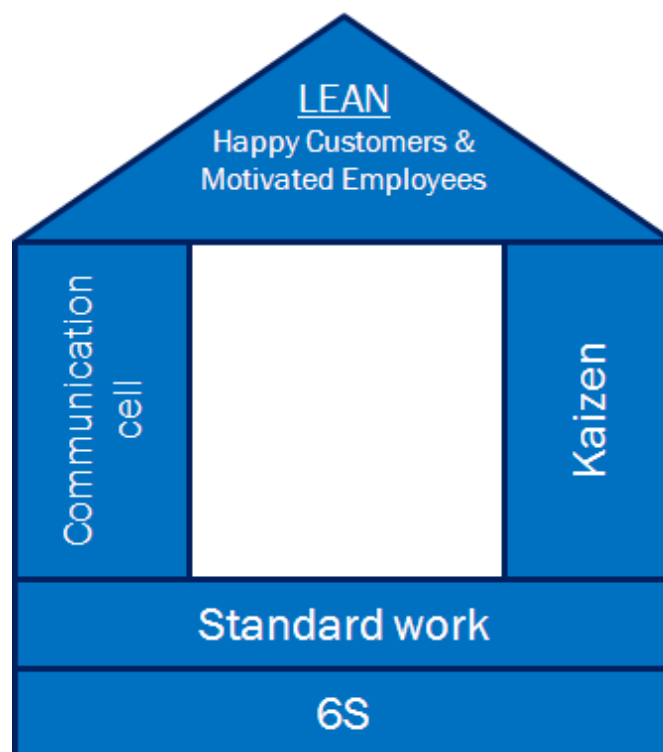 LEAN
Happy Customers &
Motivated Employees
Communication
cell
Kaizen
Standard work
6S